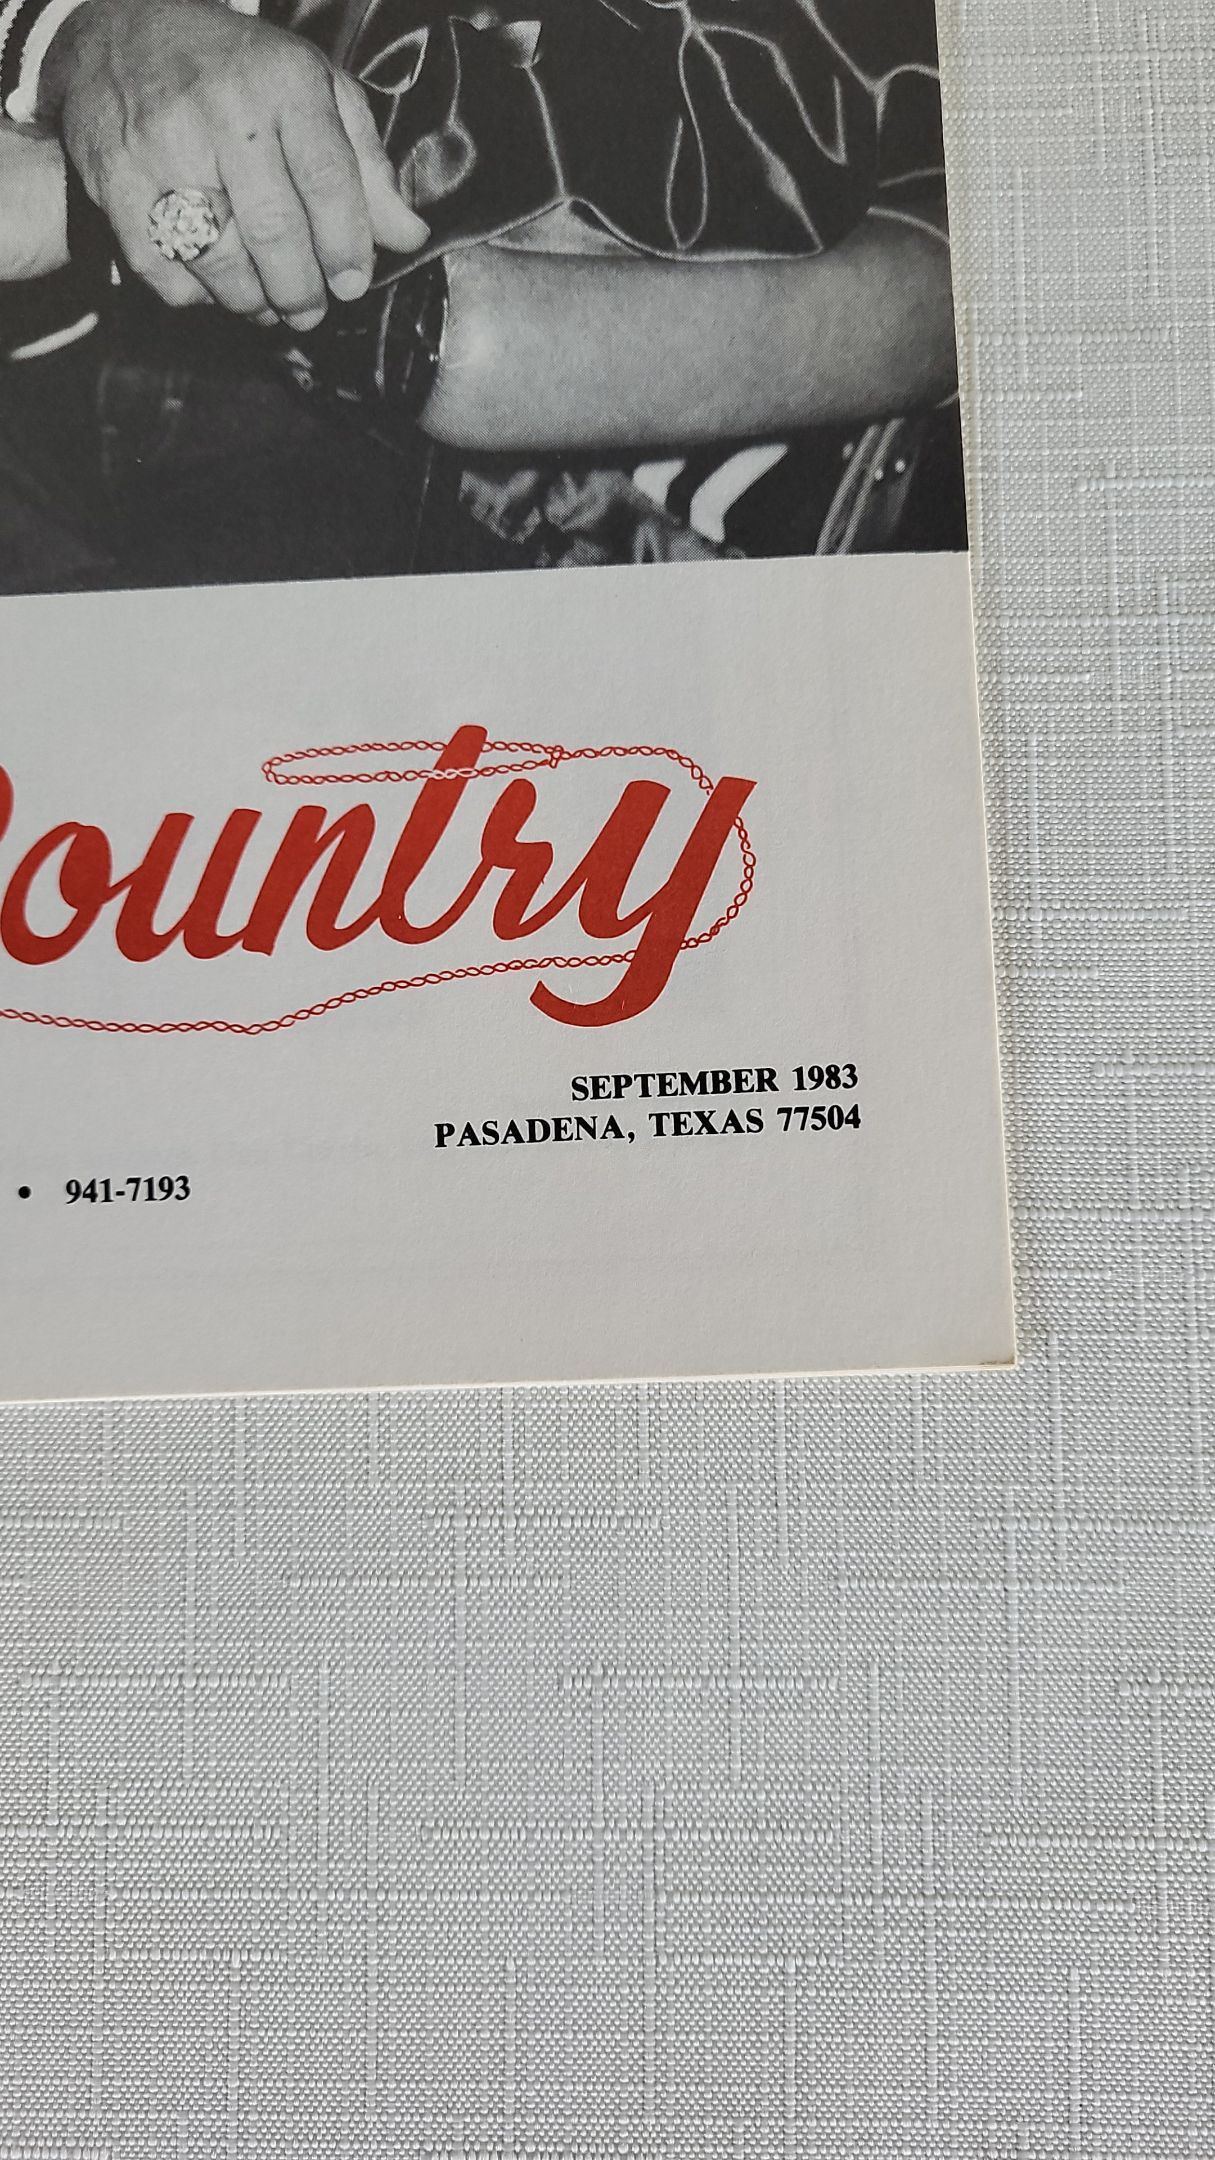 Country
SEPTEMBER 1983
PASADENA, TEXAS 77504
• 941-7193